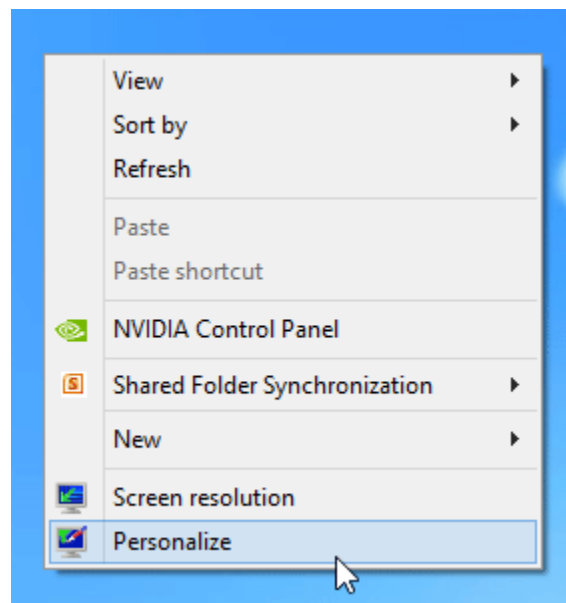 View
Sort by
Refresh
Paste
Paste shortcut
NVIDIA Control Panel
Shared Folder Synchronization
New
Screen resolution
Personalize